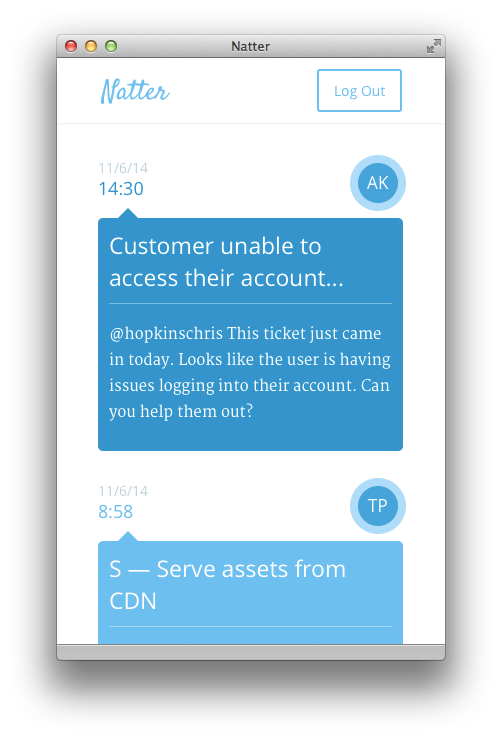 Natter
Natter
Log Out
11/6/14
14:30
AK
Customer unable to
access their account...
@hopkinschris This ticket just came
in today. Looks like the user is having
issues logging into their account. Can
you help them out?
11/6/14
8:58
TP
S — Serve assets from
CDN